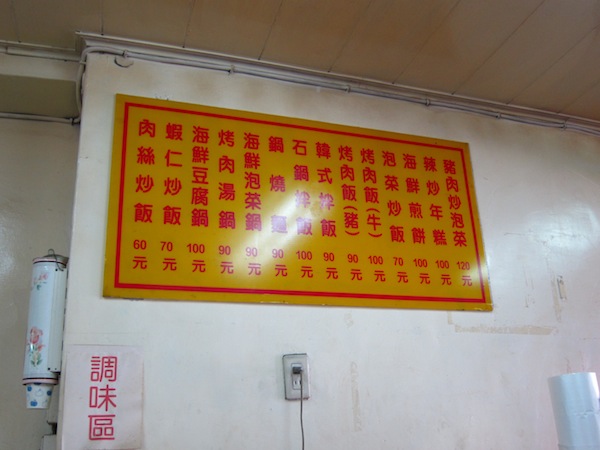 豬肉炒泡菜 120元
辣炒年糕 100元
海鮮煎餅 100元
泡菜炒飯 70元
烤肉飯(牛) 100元
烤肉飯(豬) 90元
韓式拌飯 90元
石鍋拌飯 100元
鍋燒麵 90元
海鮮泡菜鍋 90元
烤肉湯鍋 90元
海鮮豆腐鍋 100元
蝦仁炒飯 70元
肉絲炒飯 60元
調味區